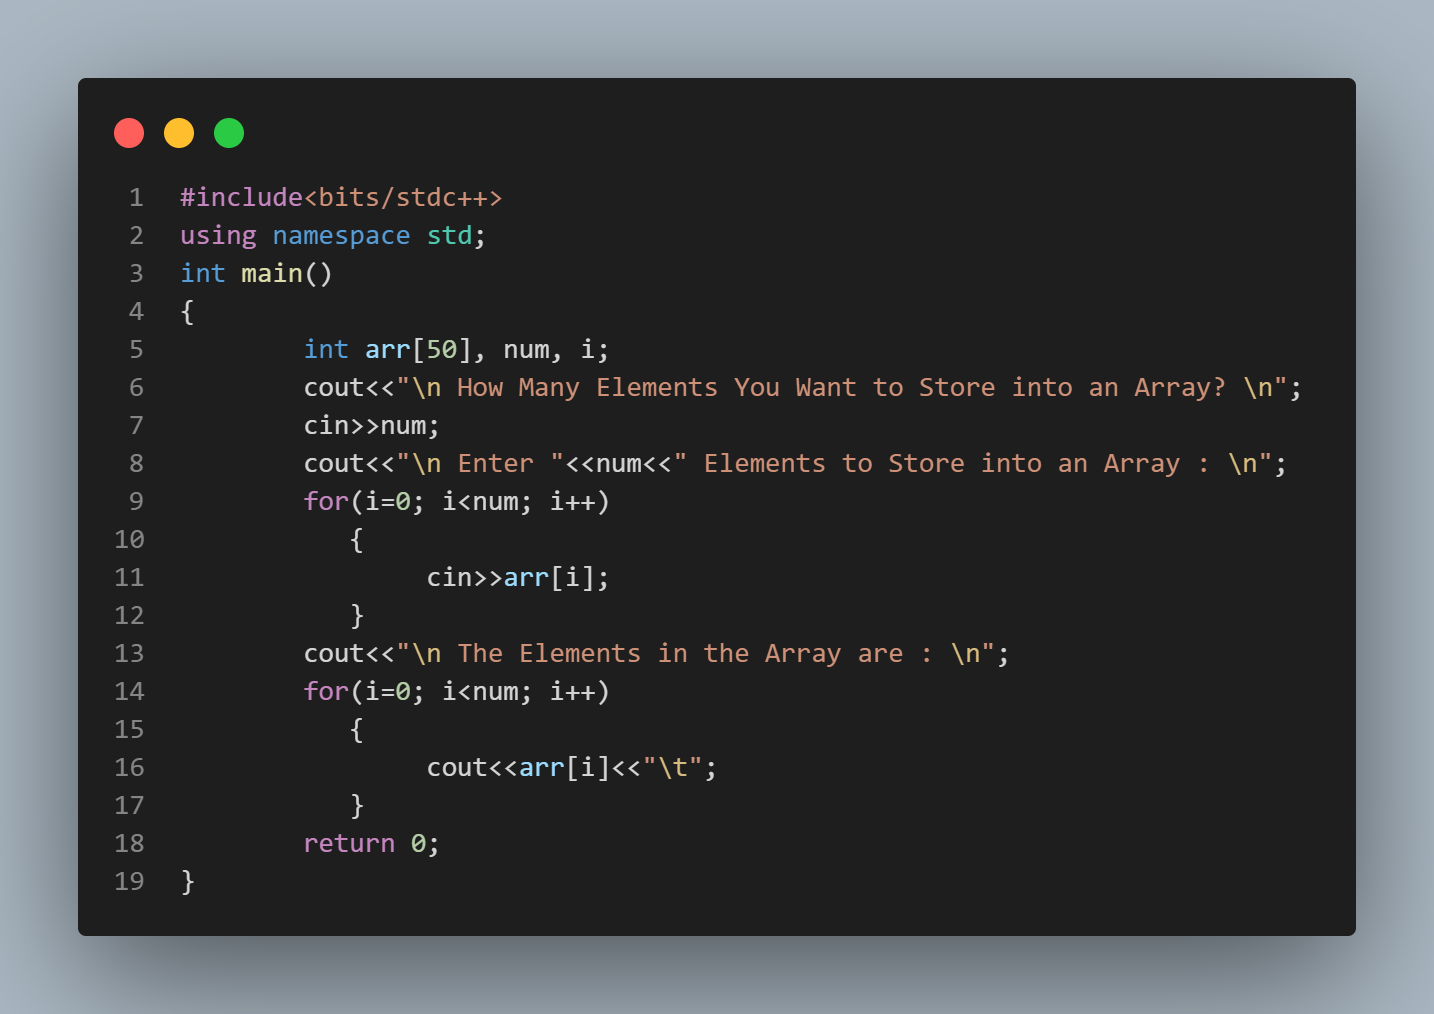 1 #include<bits/stdc++>
2 using namespace std;
3 int main()
4 {
5         int arr[50], num, i;
6         cout<<"\n How Many Elements You Want to Store into an Array? \n";
7         cin>>num;
8         cout<<"\n Enter "<<num<<" Elements to Store into an Array : \n";
9         for(i=0; i<num; i++)
10            {
11                 cin>>arr[i];
12            }
13         cout<<"\n The Elements in the Array are : \n";
14         for(i=0; i<num; i++)
15            {
16                 cout<<arr[i]<<"\t";
17            }
18         return 0;
19 }